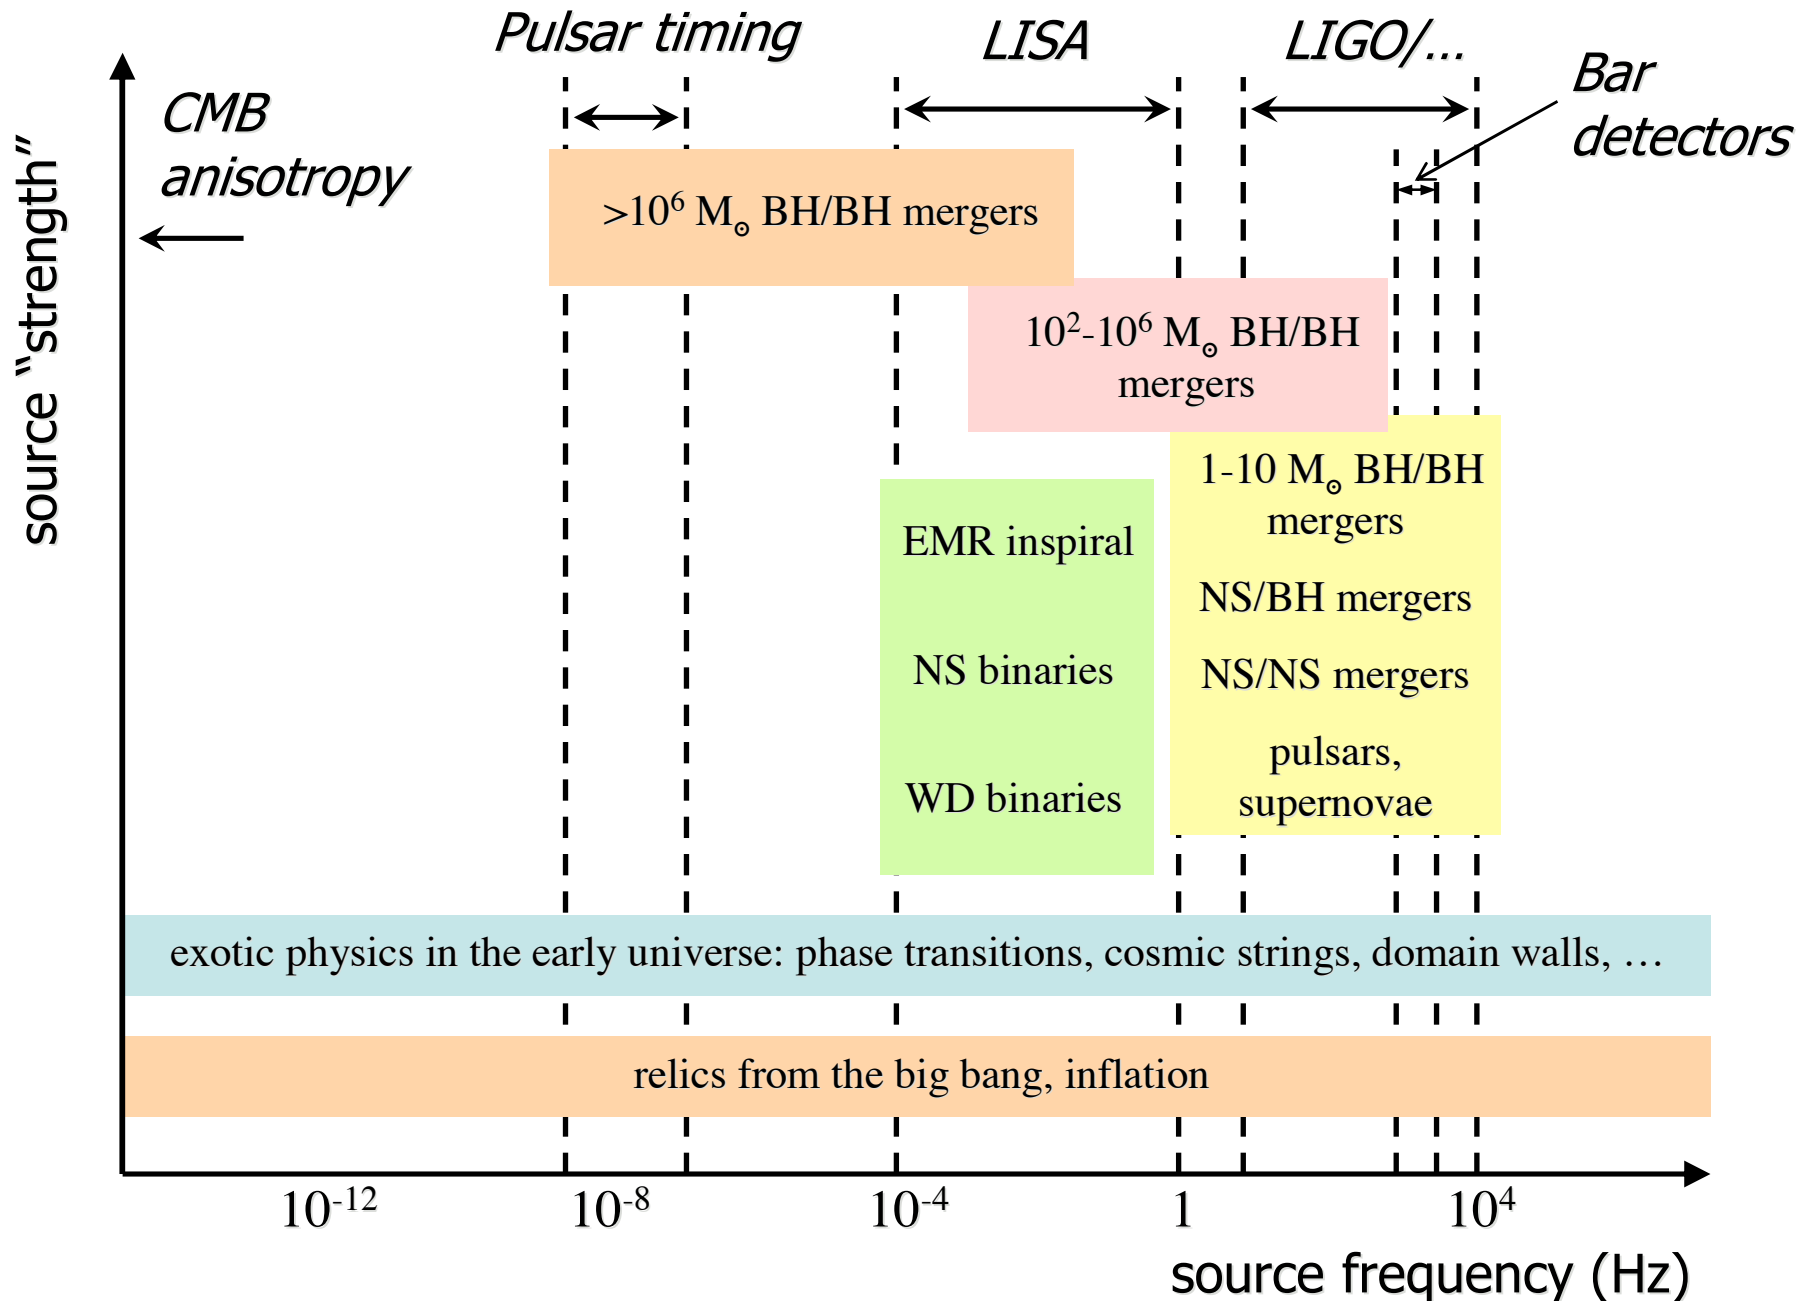 Pulsar timing
LISA
LIGO/...
Bar
detectors
CMB
anisotropy
source “strength”
>10⁶ M☉ BH/BH mergers
10²-10⁶ M☉ BH/BH
mergers
1-10 M☉ BH/BH
mergers
NS/BH mergers
NS/NS mergers
pulsars,
supernovae
EMR inspiral
NS binaries
WD binaries
exotic physics in the early universe: phase transitions, cosmic strings, domain walls, …
relics from the big bang, inflation
10⁻¹² 10⁻⁸ 10⁻⁴ 1 10⁴
source frequency (Hz)